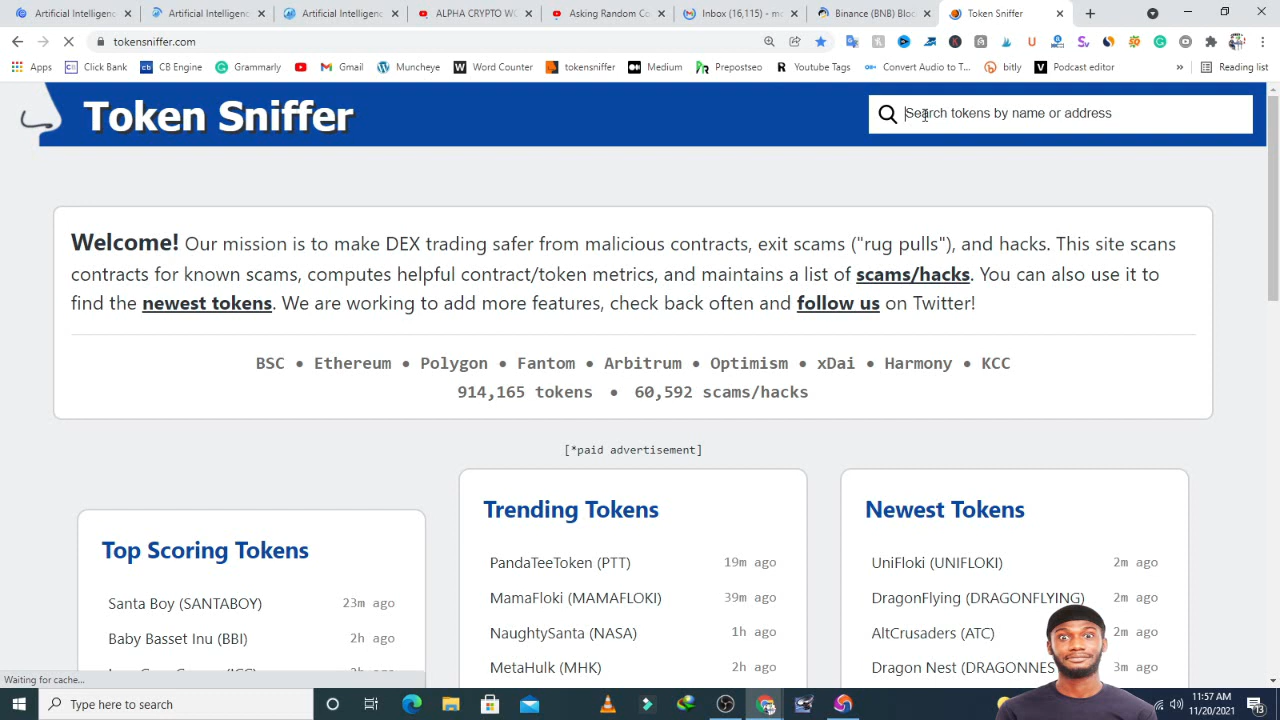 Artificial Intelligenc
Artificial Intelligenc
Artificial Intelligenc
ALPHA CRYPTO WO
Asking Random Co
Inbox (16,115) - m
Binance (BNB) Bloc
Token Sniffer
tokensniffer.com
Apps
Click Bank
CB Engine
Grammarly
Gmail
Muncheye
Word Counter
tokensniffer
Medium
Prepostseo
Youtube Tags
Convert Audio to T...
bitly
Podcast editor
»
Reading list
Token Sniffer
Search tokens by name or address
Welcome! Our mission is to make DEX trading safer from malicious contracts, exit scams ("rug pulls"), and hacks. This site scans
contracts for known scams, computes helpful contract/token metrics, and maintains a list of scams/hacks. You can also use it to
find the newest tokens. We are working to add more features, check back often and follow us on Twitter!
BSC • Ethereum • Polygon • Fantom • Arbitrum • Optimism • xDai • Harmony • KCC
914,165 tokens • 60,592 scams/hacks
[*paid advertisement]
Top Scoring Tokens
Santa Boy (SANTABOY) 23m ago
Baby Basset Inu (BBI) 2h ago
Trending Tokens
PandaTeeToken (PTT) 19m ago
MamaFloki (MAMAFLOKI) 39m ago
NaughtySanta (NASA) 1h ago
MetaHulk (MHK) 2h ago
Newest Tokens
UniFloki (UNIFLOKI) 2m ago
DragonFlying (DRAGONFLYING) 2m ago
AltCrusaders (ATC) 2m ago
Dragon Nest (DRAGONNES 3m ago
Waiting for cache...
Type here to search
11:57 AM
11/20/2021
13